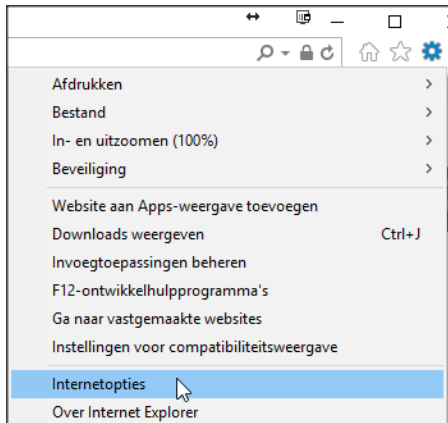 Afdrukken
Bestand
In- en uitzoomen (100%)
Beveiliging
Website aan Apps-weergave toevoegen
Downloads weergeven Ctrl+J
Invoegtoepassingen beheren
F12-ontwikkelhulpprogramma's
Ga naar vastgemaakte websites
Instellingen voor compatibiliteitsweergave
Internetopties
Over Internet Explorer